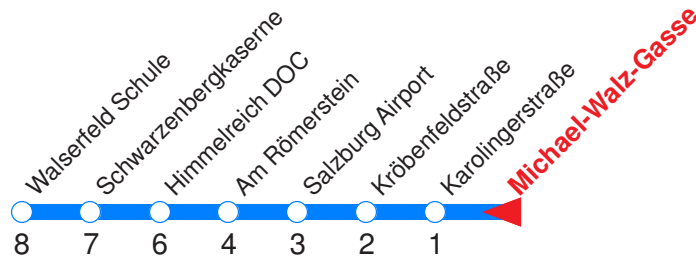 Walserfeld Schule
Schwarzenbergkaserne
Himmelreich DOC
Am Römerstein
Salzburg Airport
Kröbenfeldstraße
Karolingerstraße
Michael-Walz-Gasse
8 7 6 4 3 2 1